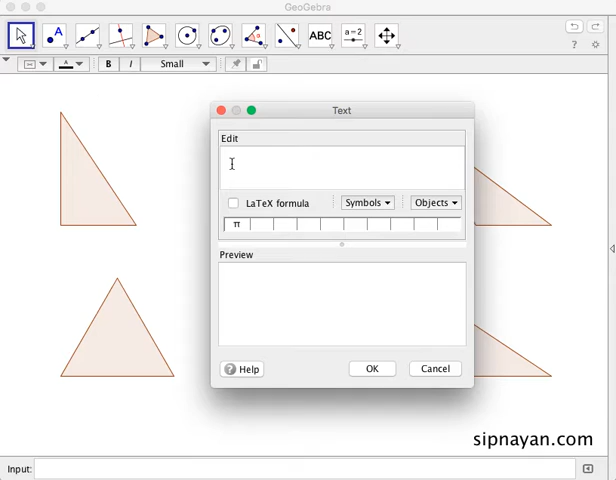 GeoGebra
A
ABC
a = 2
?
B I Small
Text
Edit
LaTeX formula Symbols Objects
π
Preview
? Help OK Cancel
sipnayan.com
Input: